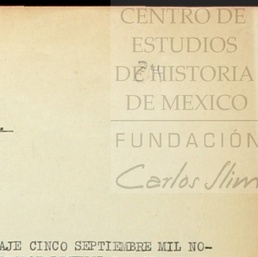 CENTRO DE
ESTUDIOS
DE HISTORIA
DE MEXICO
FUNDACIÓN
Carlos Slim
AJE CINCO SEPTIEMBRE MIL NO-